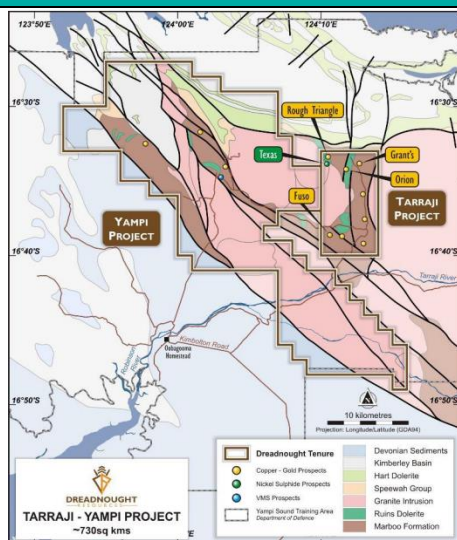 123°50'E
124°00'E
124°10'E
16°30'S
16°30'S
Rough Triangle
Texas
Grant's
Orion
Fuso
YAMPI
PROJECT
TARRAJI
PROJECT
16°40'S
16°40'S
Tarraji River
Kimbolton Road
Oobagooma
Homestead
Robinson
River
16°50'S
16°50'S
10 kilometres
Projection: Longitude/Latitude (GDA94)
DREADNOUGHT
RESOURCES
TARRAJI - YAMPI PROJECT
~730sq kms
Dreadnought Tenure
Copper - Gold Prospects
Nickel Sulphide Prospects
VMS Prospects
Yampi Sound Training Area
Department of Defence
Devonian Sediments
Kimberley Basin
Hart Dolerite
Speewah Group
Granite Intrusion
Ruins Dolerite
Marboo Formation